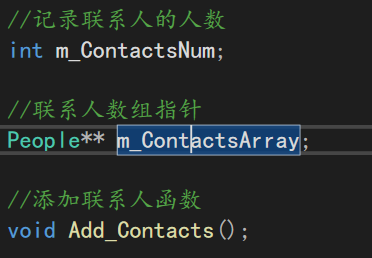 //记录联系人的人数
int m_ContactsNum;
//联系人数组指针
People** m_ContactsArray;
//添加联系人函数
void Add_Contacts();